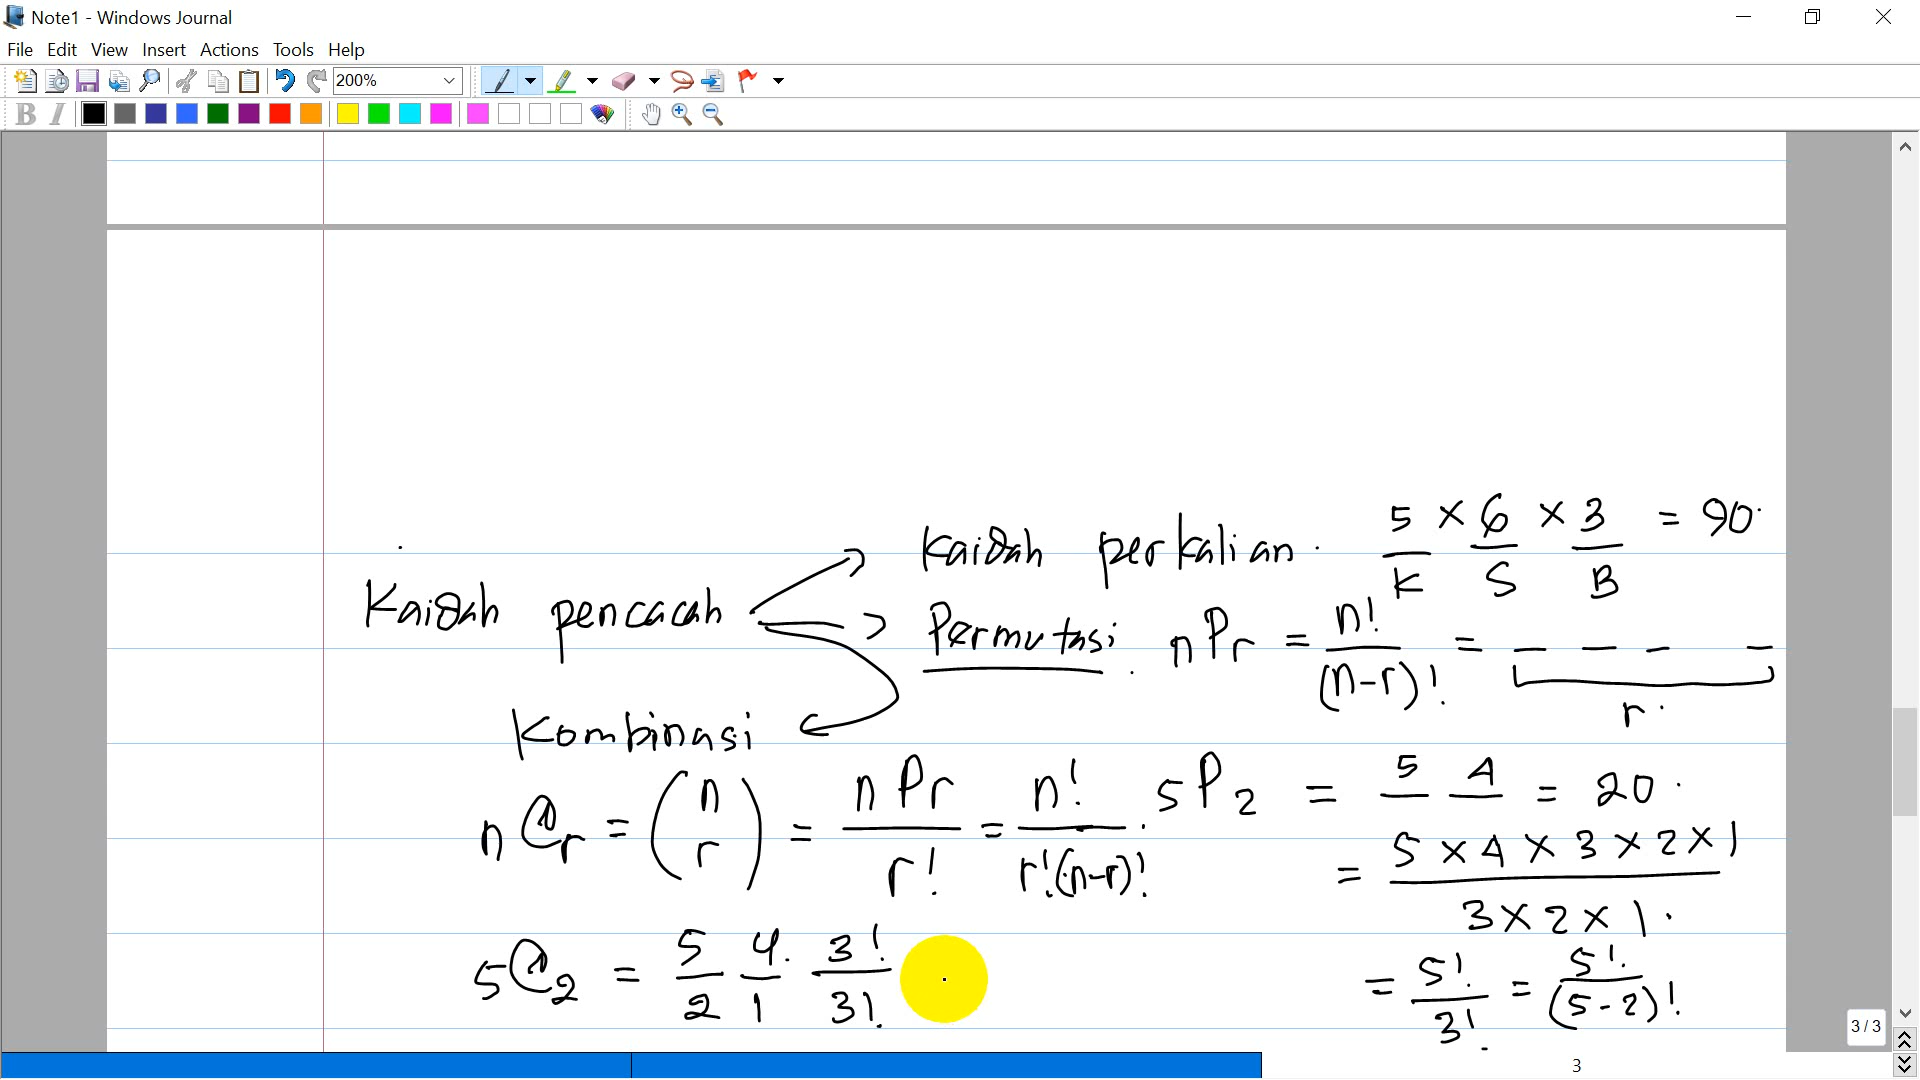 Note1 - Windows Journal
File Edit View Insert Actions Tools Help
200%
B I
5 × 6 × 3 = 90
K S B
Kaidah perkalian.
Kaidah pencacah
Permutasi. nPr = n! / (n-r)! = _ _ _ _
r.
Kombinasi
nCr = (n r) = nPr / r! = n! / r!(n-r)!
5P2 = 5 4 = 20.
= 5 × 4 × 3 × 2 × 1 / 3 × 2 × 1.
5C2 = 5/2 4/1 . 3!/3!
= 5! / 3! = 5! / (5-2)!
3 / 3
3